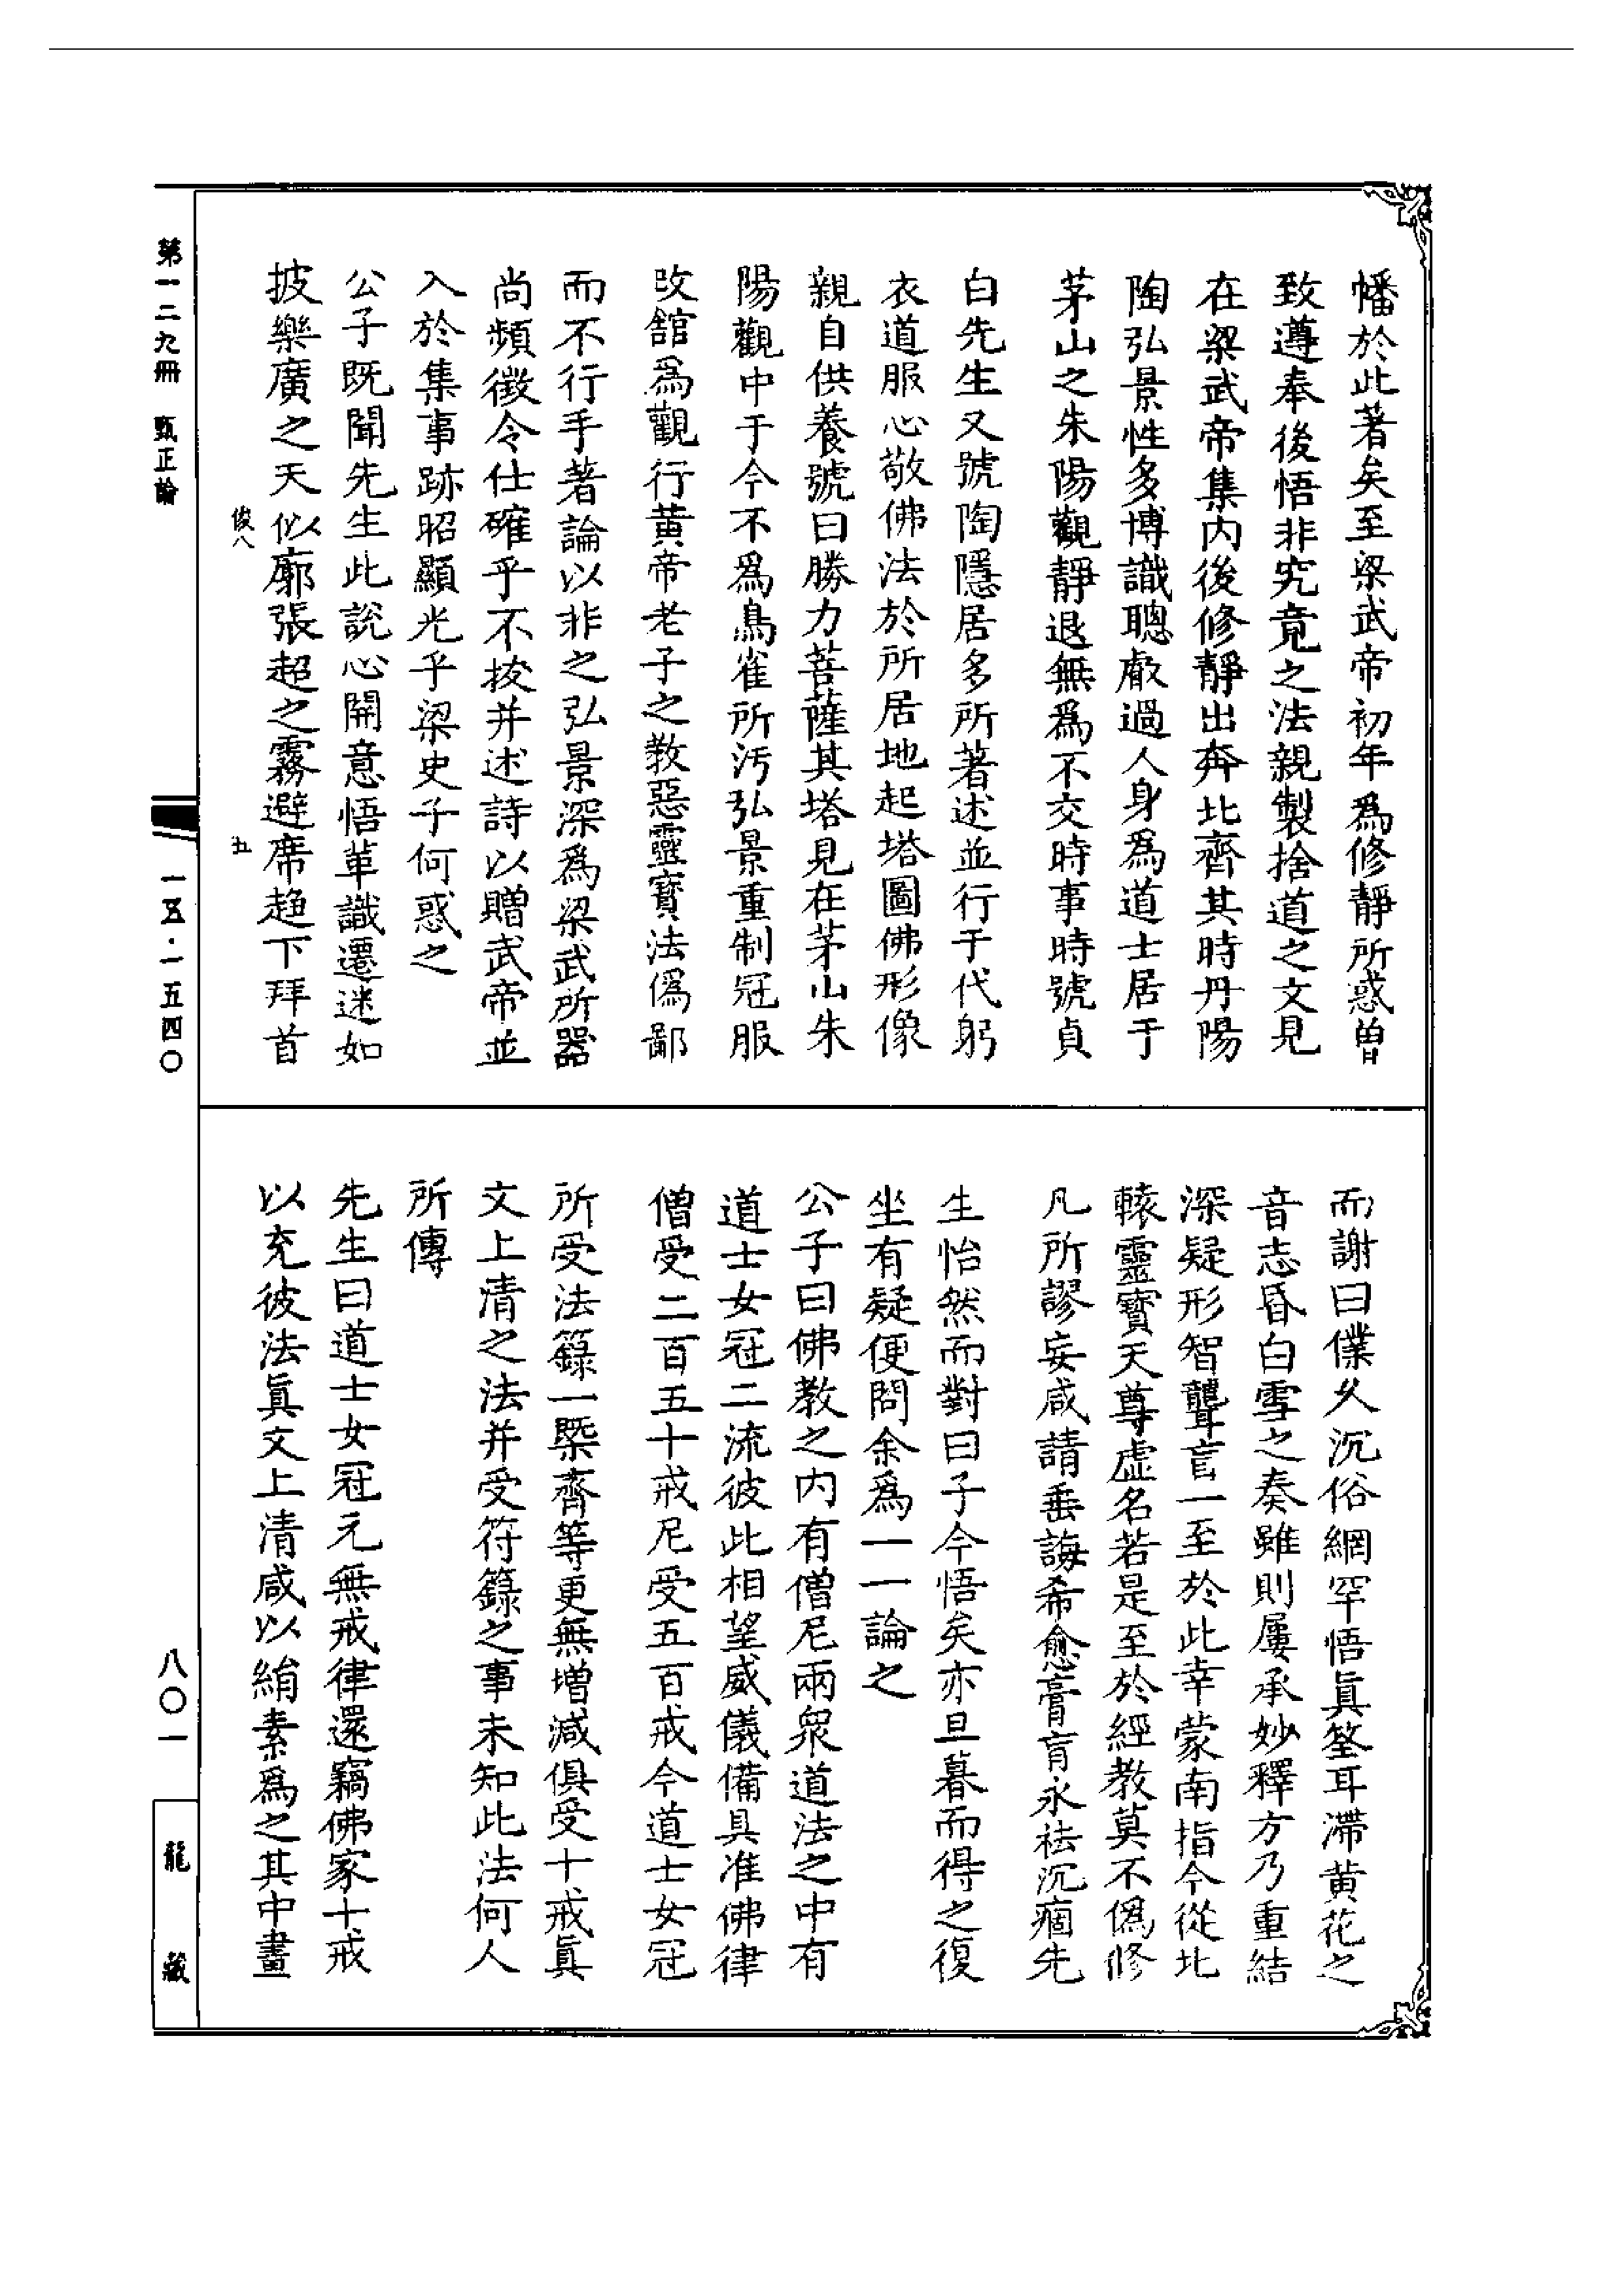 幡於此著矣至梁武帝初年為修靜所惑曾
致遵奉後悟非究竟之法親製捨道之文見
在梁武帝集內後修靜出奔北齊其時丹陽
陶弘景性多博識聰叡過人身為道士居于
茅山之朱陽觀靜退無為不交時事時號貞
白先生又號陶隱居多所著述並行于代躬
衣道服心敬佛法於所居地起塔圖佛形像
親自供養號曰勝力菩薩其塔見在茅山朱
陽觀中于今不為鳥雀所汚弘景重制冠服
改舘為觀行黃帝老子之教惡靈寶法偽鄙
而不行手著論以非之弘景深為梁武所器
尚頻徵令仕確乎不拔并述詩以贈武帝並
入於集事跡昭顯光乎梁史子何惑之
公子既聞先生此說心開意悟革識遷迷如
披樂廣之天似廓張超之霧避席趨下拜首
而謝曰僕久沉俗網罕悟眞筌耳滯黃花之
音志昏白雪之奏雖則屢承妙釋方乃重結
深疑形智聾盲一至於此幸蒙南指今從北
轅靈寶天尊虛名若是至於經教莫不偽修
凡所謬妄咸請垂誨希愈膏肓永祛沉痼先
生怡然而對曰子今悟矣亦旦暮而得之復
坐有疑便問余為一一論之
公子曰佛教之內有僧尼兩眾道法之中有
道士女冠二流彼此相望威儀備具准佛律
僧受二百五十戒尼受五百戒今道士女冠
所受法籙一槩齊等更無增減俱受十戒眞
文上清之法并受符籙之事未知此法何人
所傳
先生曰道士女冠元無戒律還竊佛家十戒
以充彼法眞文上清咸以絹素為之其中畫
第一二九冊 甄正論
俊八
五
一五五·一五四〇
八〇一
龍藏